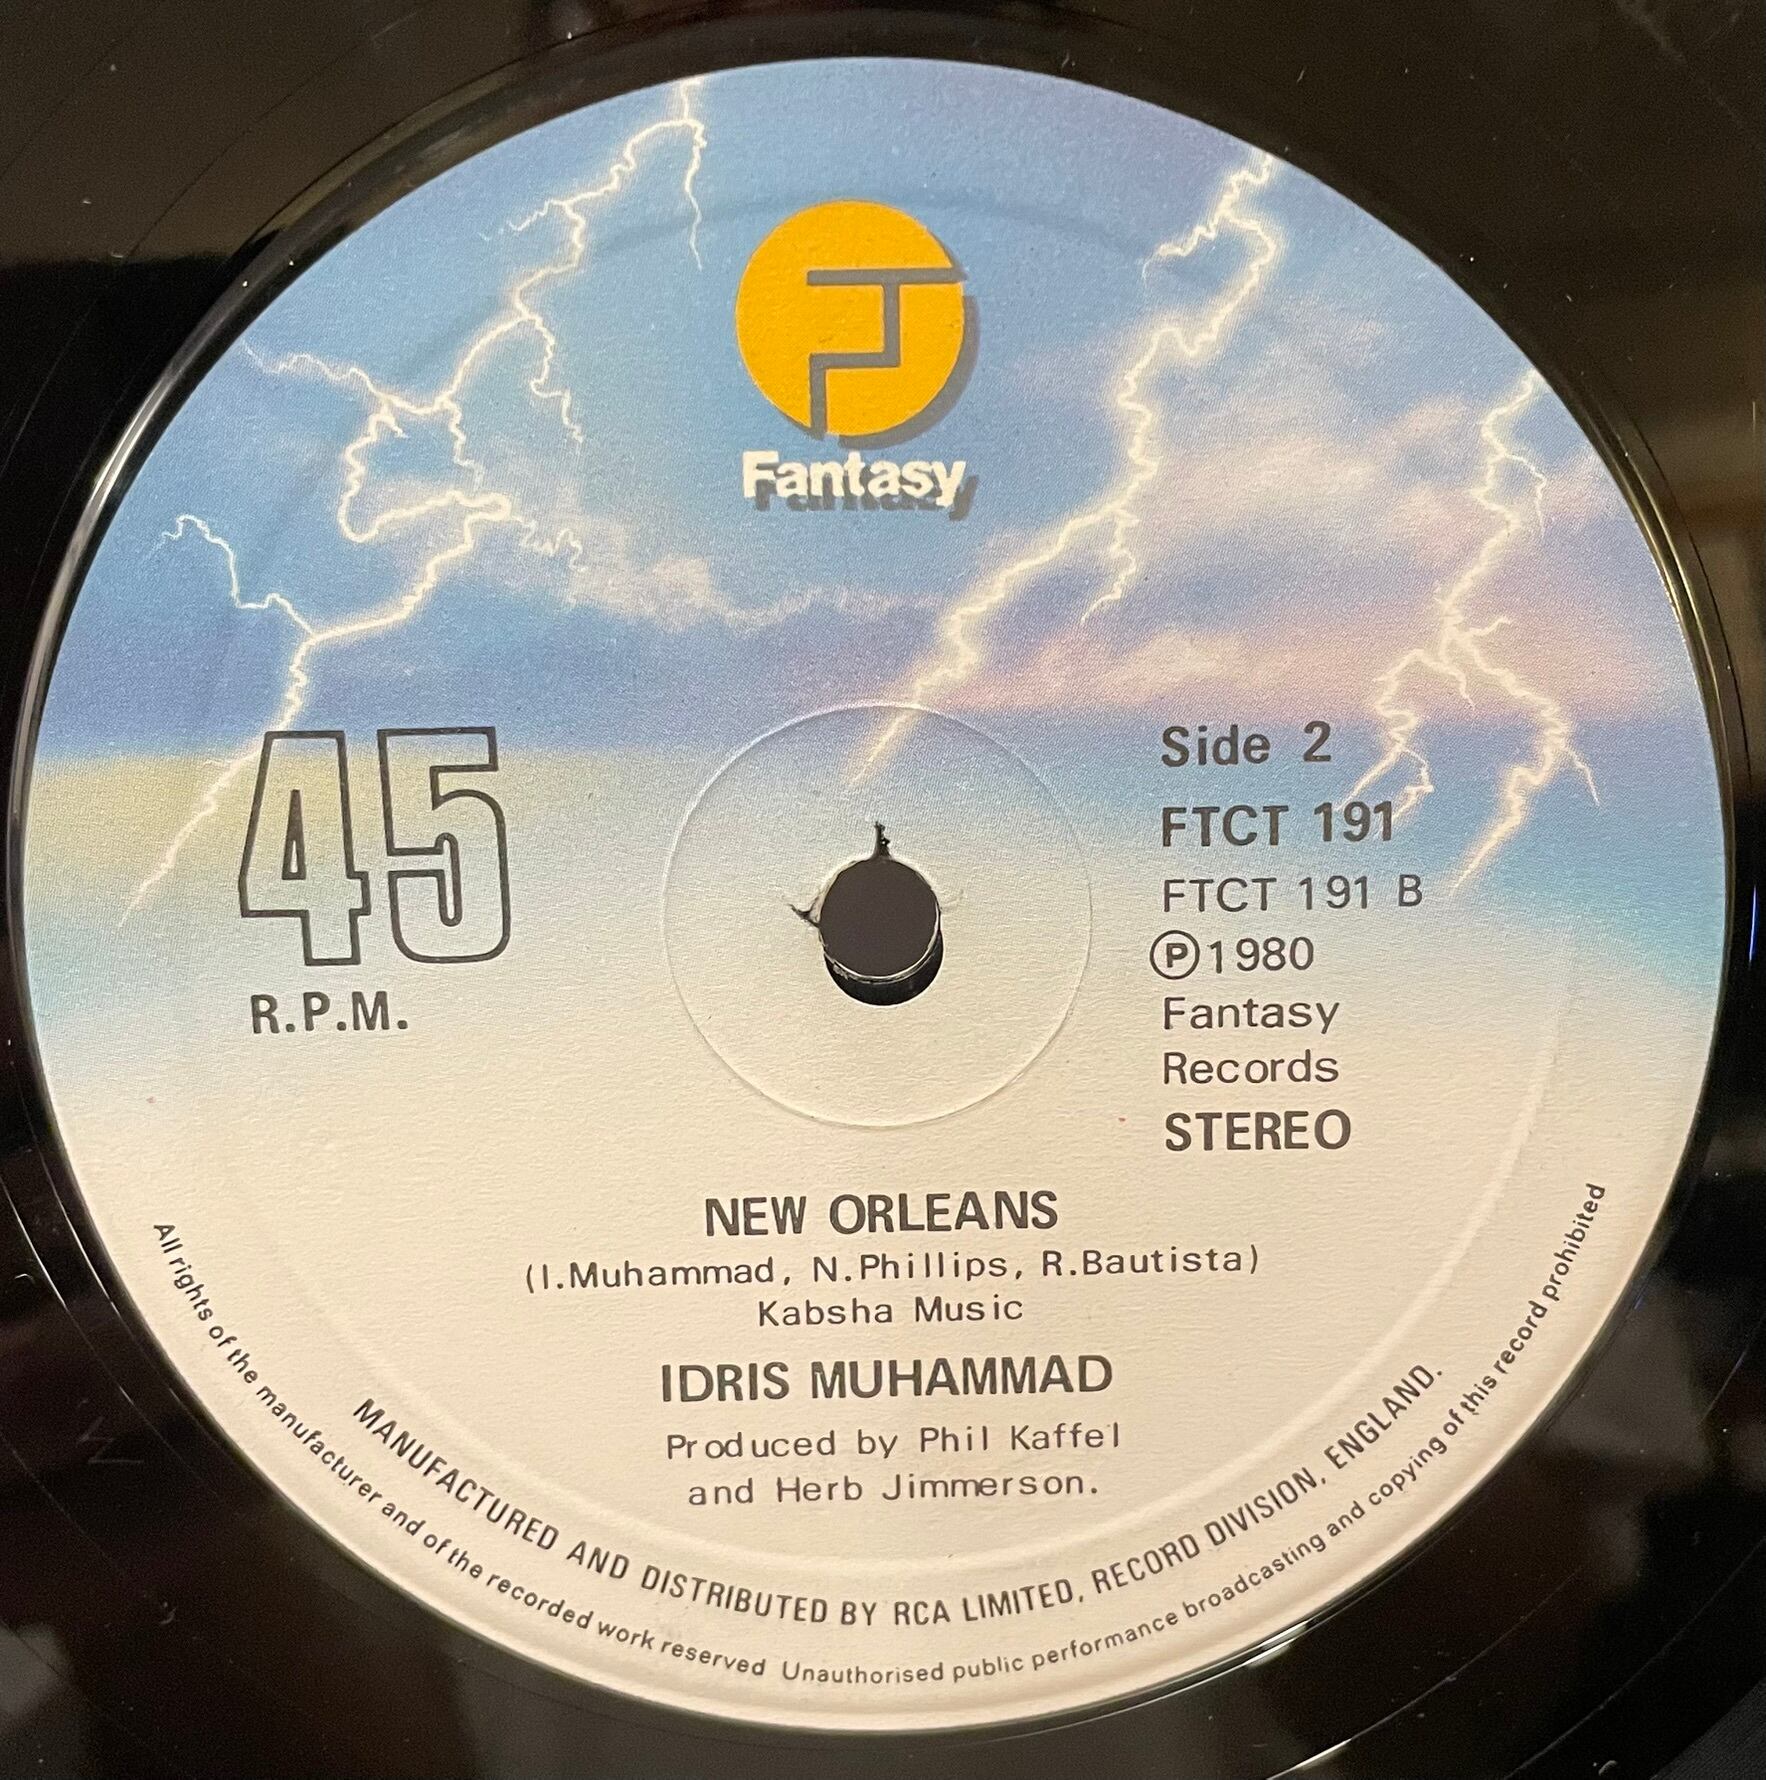 Fantasy
45
R.P.M.
Side 2
FTCT 191
FTCT 191 B
Ⓟ1980
Fantasy
Records
STEREO
NEW ORLEANS
(I.Muhammad, N.Phillips, R.Bautista)
Kabsha Music
IDRIS MUHAMMAD
Produced by Phil Kaffel
and Herb Jimmerson.
MANUFACTURED AND DISTRIBUTED BY RCA LIMITED, RECORD DIVISION, ENGLAND.
All rights of the manufacturer and of the recorded work reserved Unauthorised public performance broadcasting and copying of this record prohibited